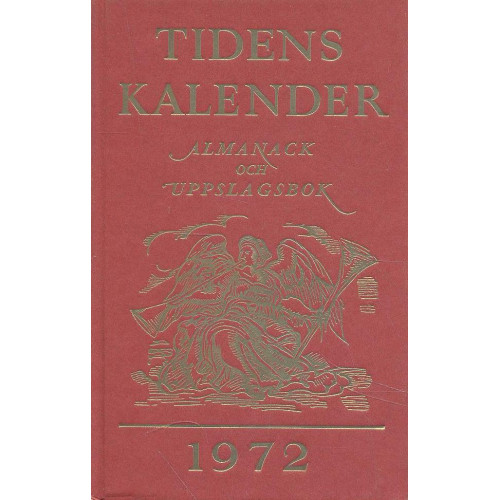 TIDENS
KALENDER
ALMANACK
OCH
UPPSLAGSBOK
1972